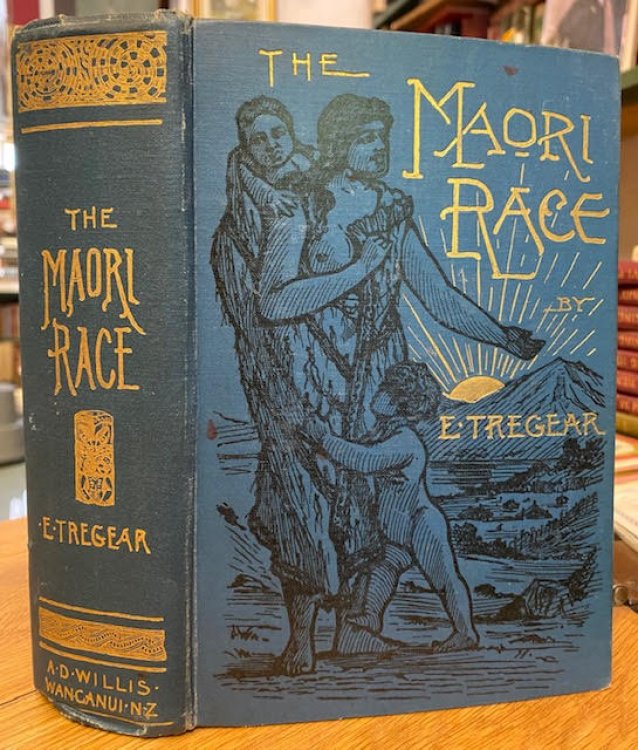 THE
MAORI
RACE
E·TREGEAR
A·D·WILLIS·
WANGANUI·N·Z
THE
MAORI
RACE
BY
E·TREGEAR